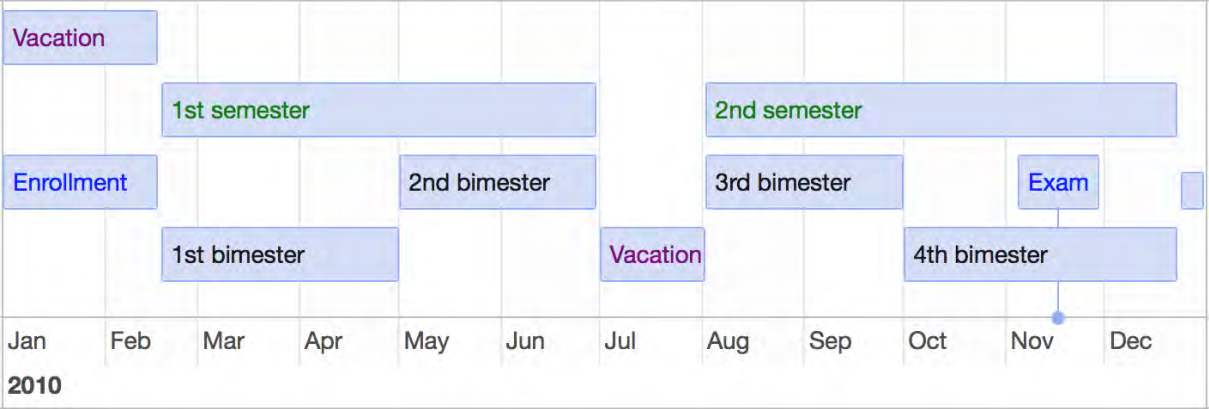 Vacation
1st semester
2nd semester
Enrollment
2nd bimester
3rd bimester
Exam
1st bimester
Vacation
4th bimester
Jan Feb Mar Apr May Jun Jul Aug Sep Oct Nov Dec
2010